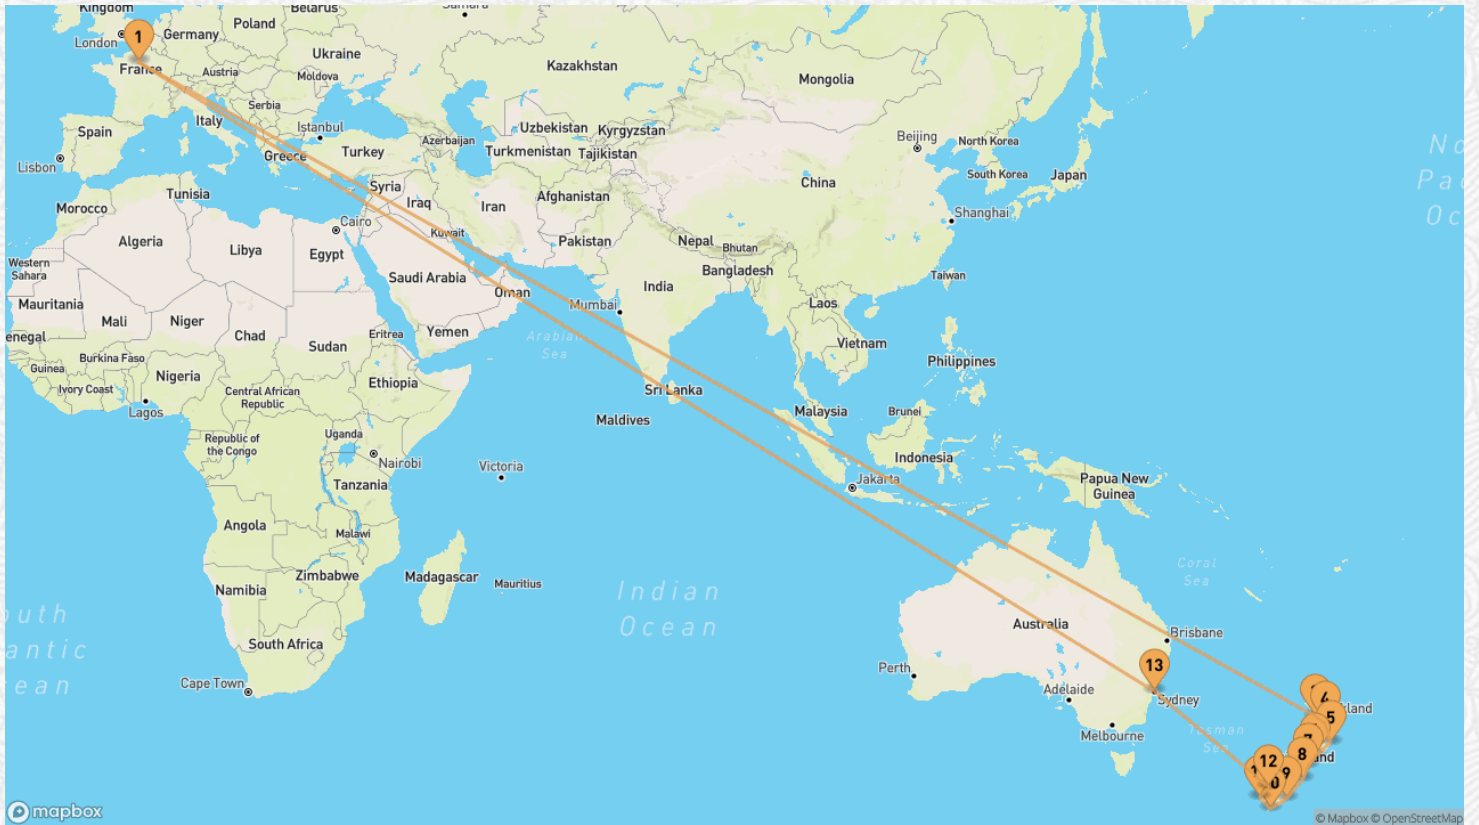 Kingdom
Belarus
London
1
Germany
Poland
Ukraine
France
Austria
Moldova
Kazakhstan
Mongolia
Serbia
Italy
Istanbul
Spain
Lisbon
Greece
Turkey
Azerbaijan
Uzbekistan
Kyrgyzstan
Turkmenistan
Tajikistan
Beijing
North Korea
South Korea
Japan
Tunisia
Syria
Iraq
Iran
Afghanistan
China
Morocco
Cairo
Kuwait
Pakistan
Nepal
Bhutan
Shanghai
Algeria
Libya
Egypt
Western
Sahara
Saudi Arabia
Bangladesh
India
Taiwan
Mauritania
Mali
Niger
Chad
Oman
Mumbai
Laos
Sudan
Eritrea
Yemen
Arabian
Sea
Vietnam
Philippines
Burkina Faso
Guinea
Nigeria
Ivory Coast
Central African
Republic
Ethiopia
Sri Lanka
Lagos
Maldives
Malaysia
Brunei
Republic of
the Congo
Uganda
Nairobi
Victoria
Indonesia
Tanzania
Jakarta
Papua New
Guinea
Angola
Malawi
Zimbabwe
Namibia
Madagascar
Mauritius
Indian
Ocean
Coral
Sea
South Africa
Australia
Brisbane
Cape Town
Perth
13
Adelaide
Sydney
4
5
Melbourne
Tasman
8
12
9
mapbox
© Mapbox © OpenStreetMap